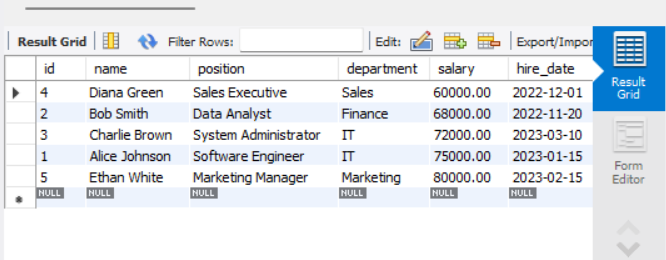 Result Grid Filter Rows: Edit: Export/Impor
id name position department salary hire_date
4 Diana Green Sales Executive Sales 60000.00 2022-12-01
2 Bob Smith Data Analyst Finance 68000.00 2022-11-20
3 Charlie Brown System Administrator IT 72000.00 2023-03-10
1 Alice Johnson Software Engineer IT 75000.00 2023-01-15
5 Ethan White Marketing Manager Marketing 80000.00 2023-02-15
NULL NULL NULL NULL NULL NULL
Result
Grid
Form
Editor